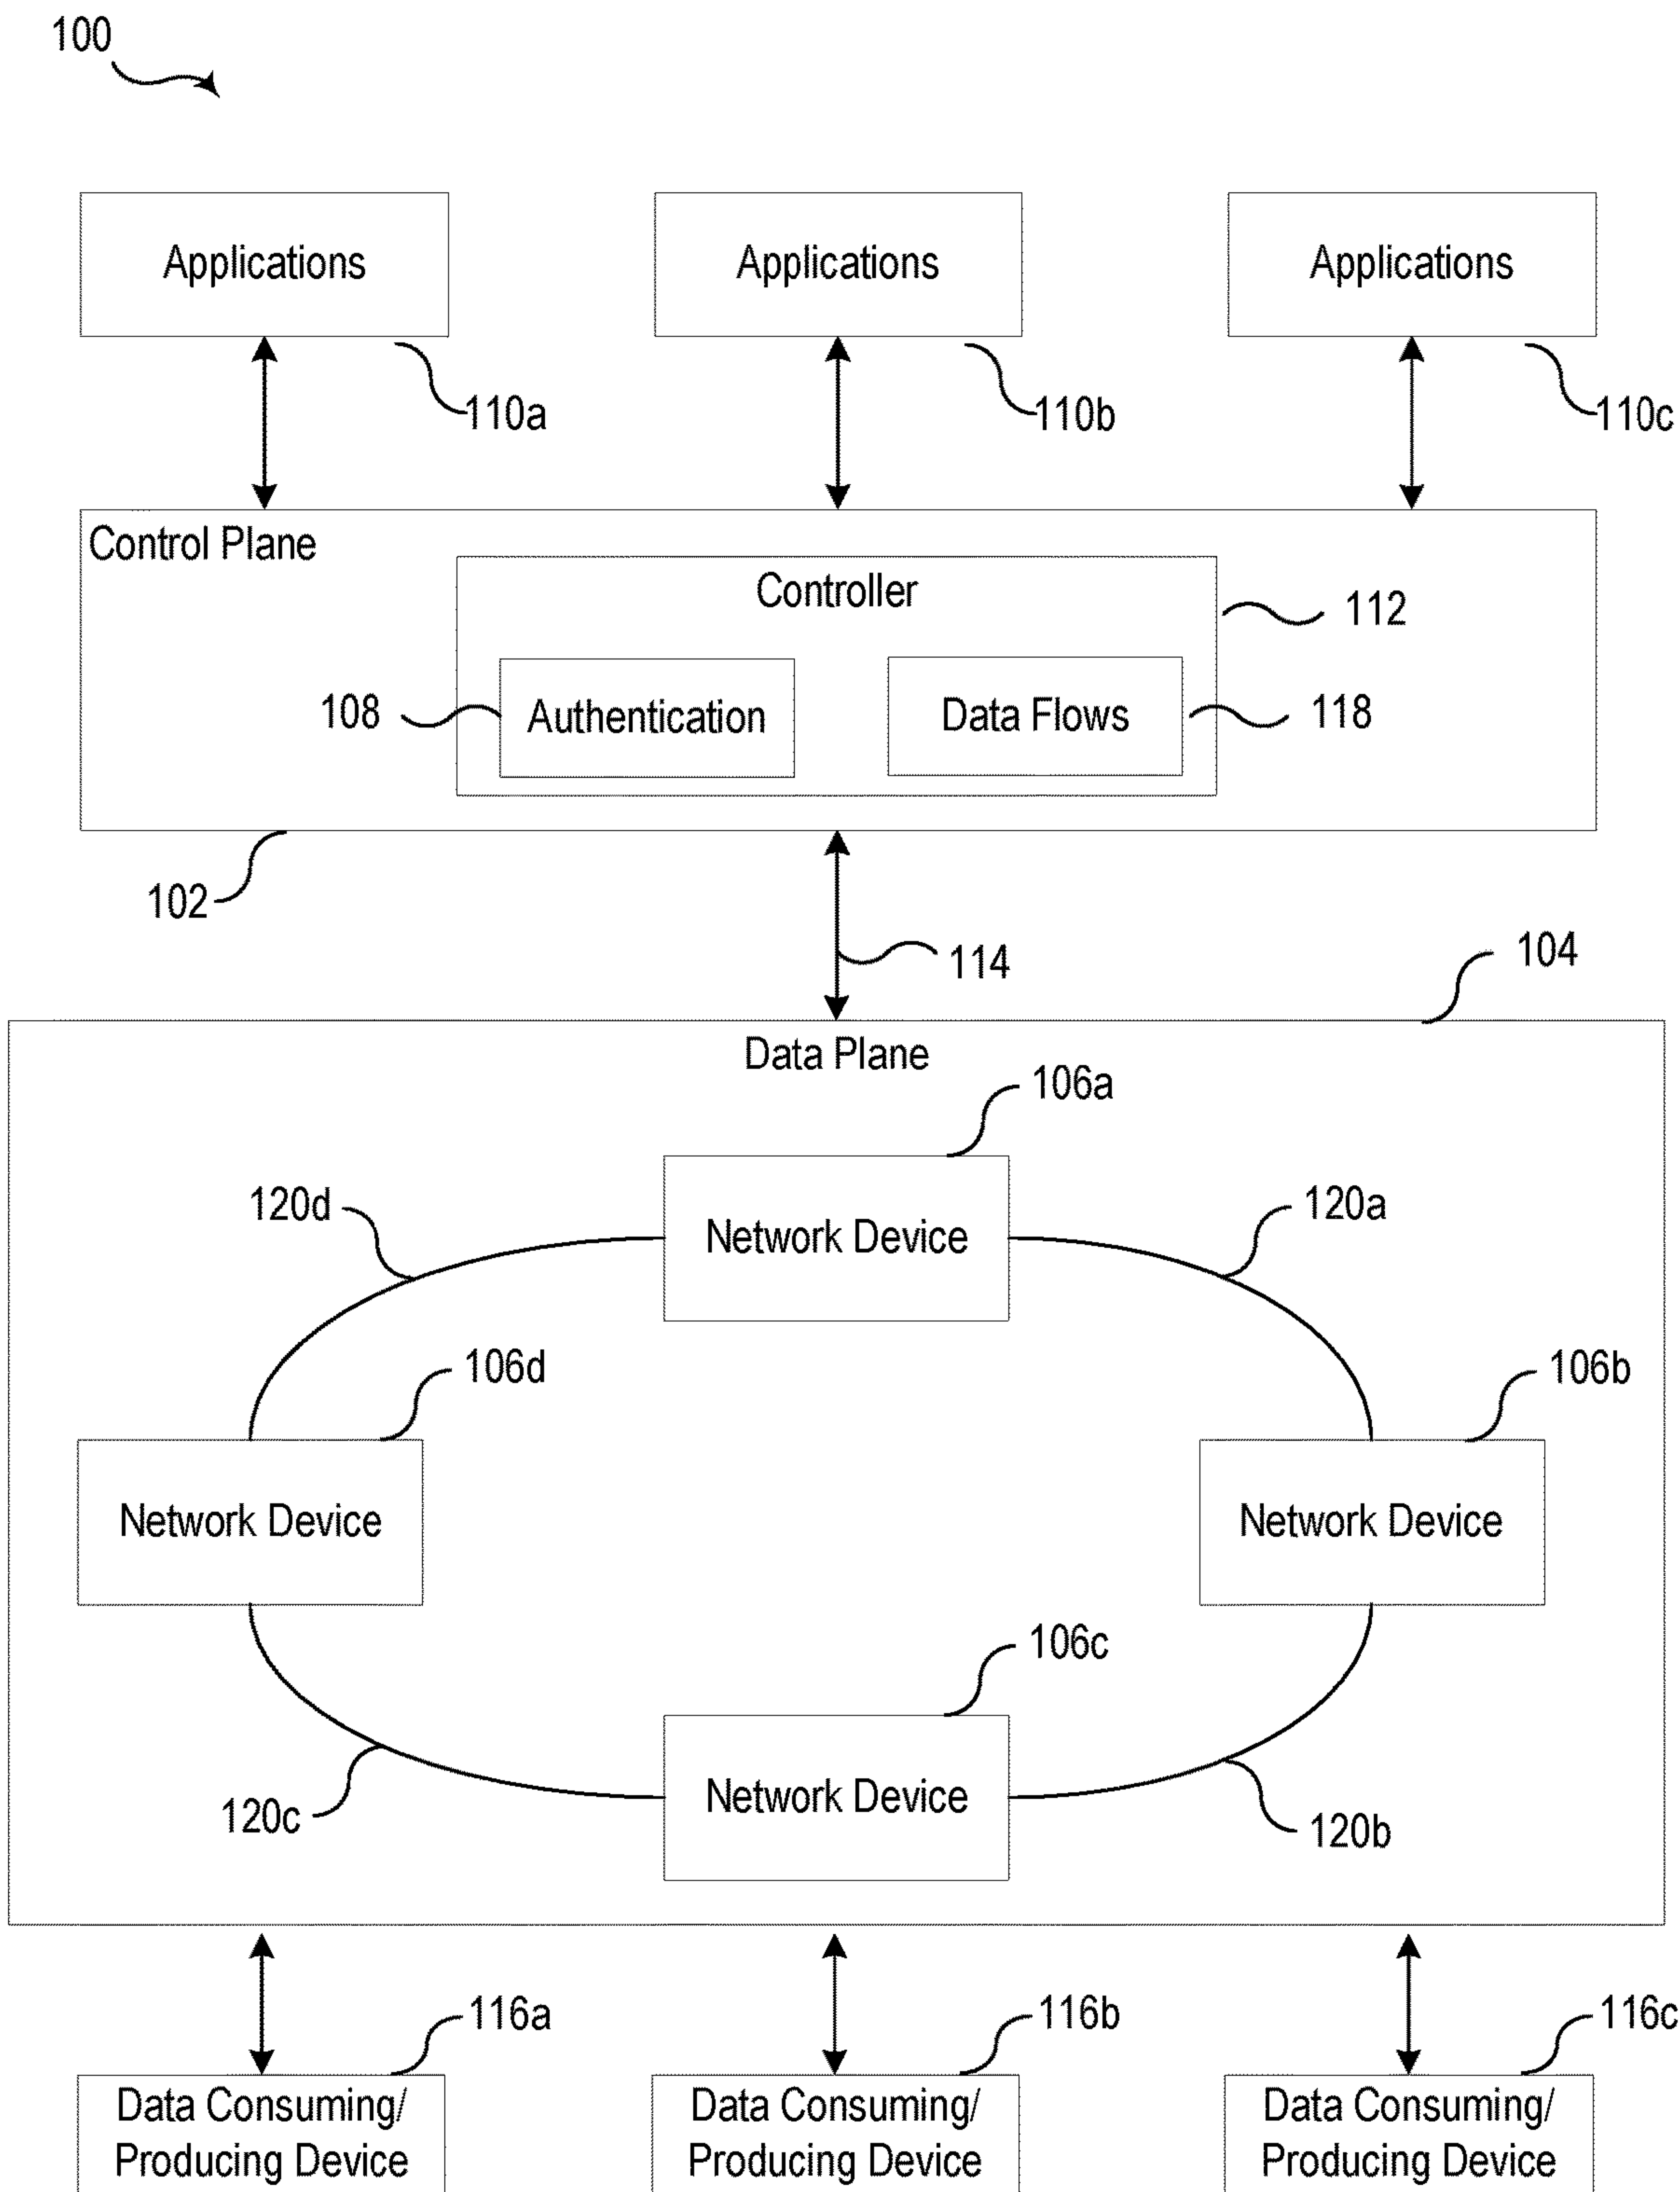 100
Applications
Applications
Applications
110a
110b
110c
Control Plane
Controller
112
108
Authentication
Data Flows
118
102
114
104
Data Plane
106a
120d
120a
Network Device
106d
106b
Network Device
Network Device
106c
120c
Network Device
120b
116a
116b
116c
Data Consuming/
Producing Device
Data Consuming/
Producing Device
Data Consuming/
Producing Device